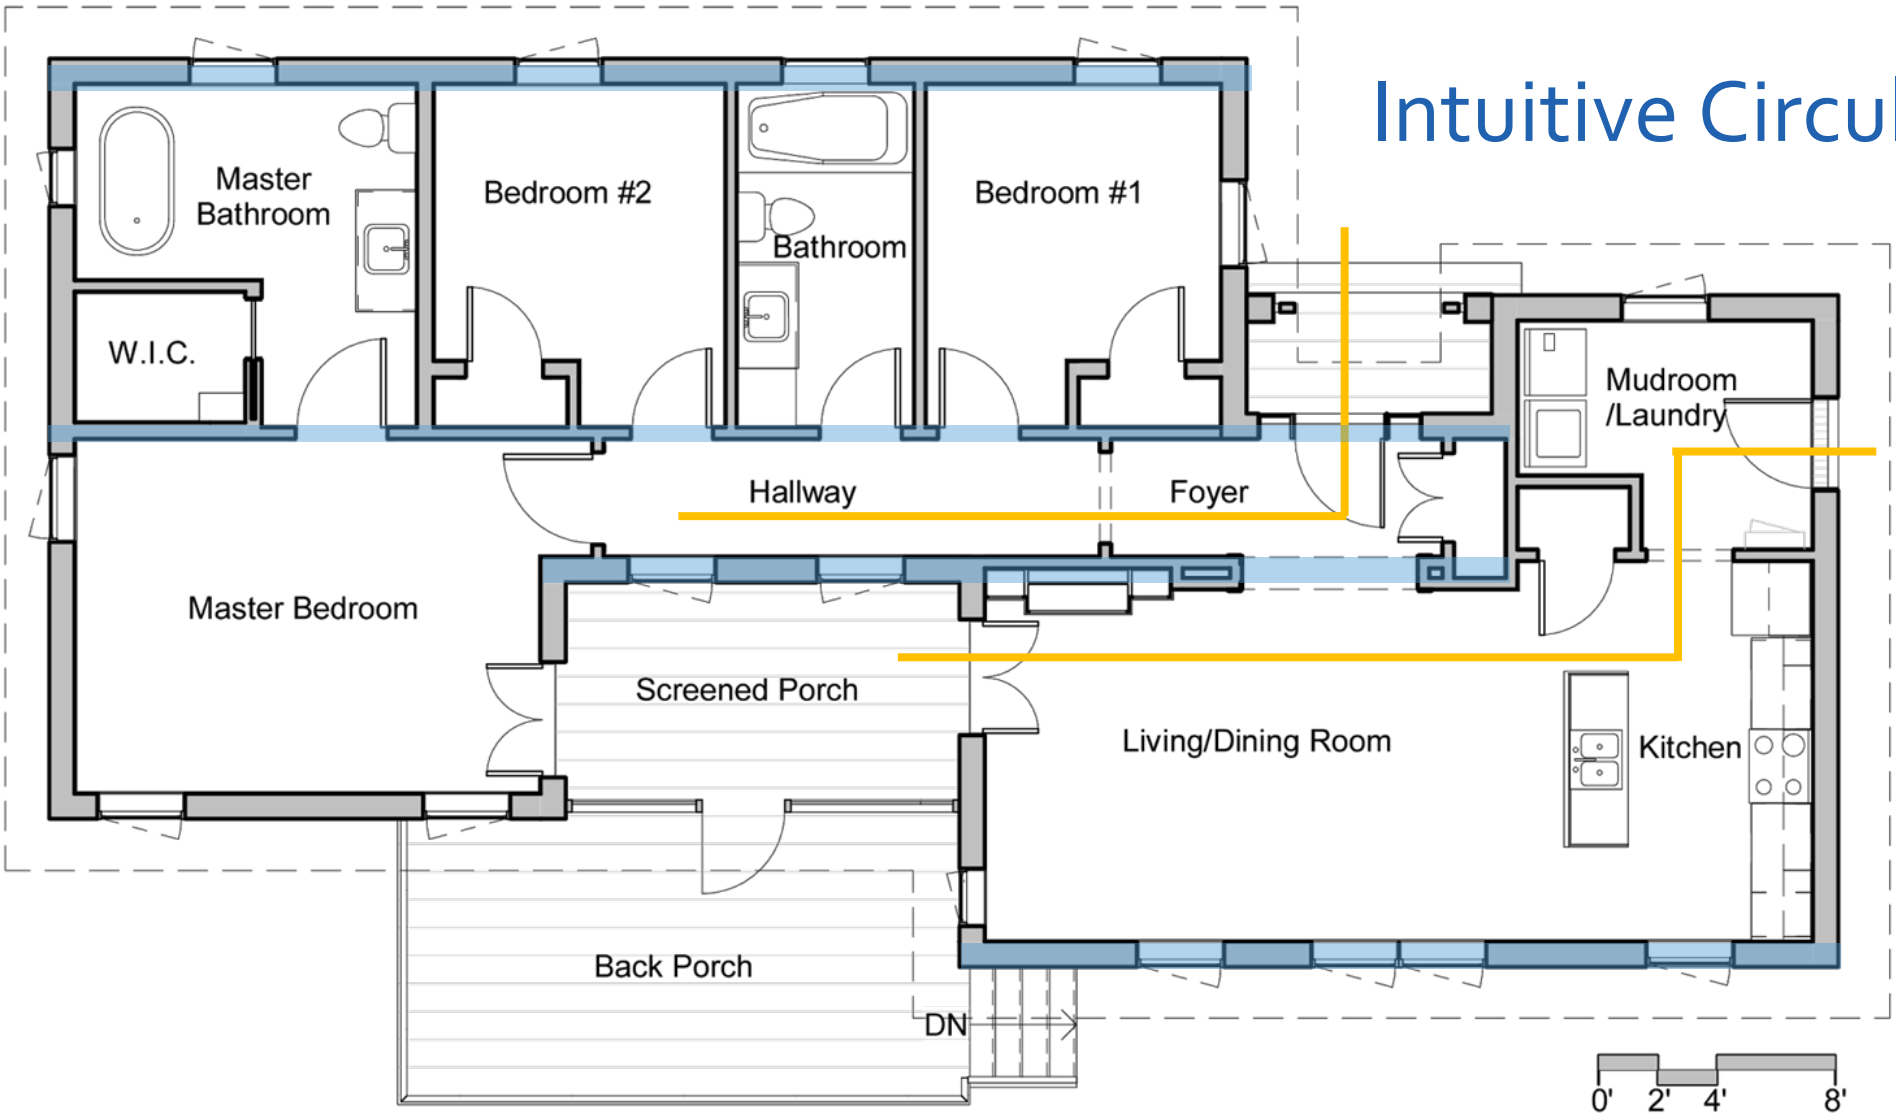 Intuitive Circul
Master
Bathroom
Bedroom #2
Bathroom
Bedroom #1
W.I.C.
Mudroom
/Laundry
Hallway
Foyer
Master Bedroom
Screened Porch
Living/Dining Room
Kitchen
Back Porch
DN
0' 2' 4' 8'